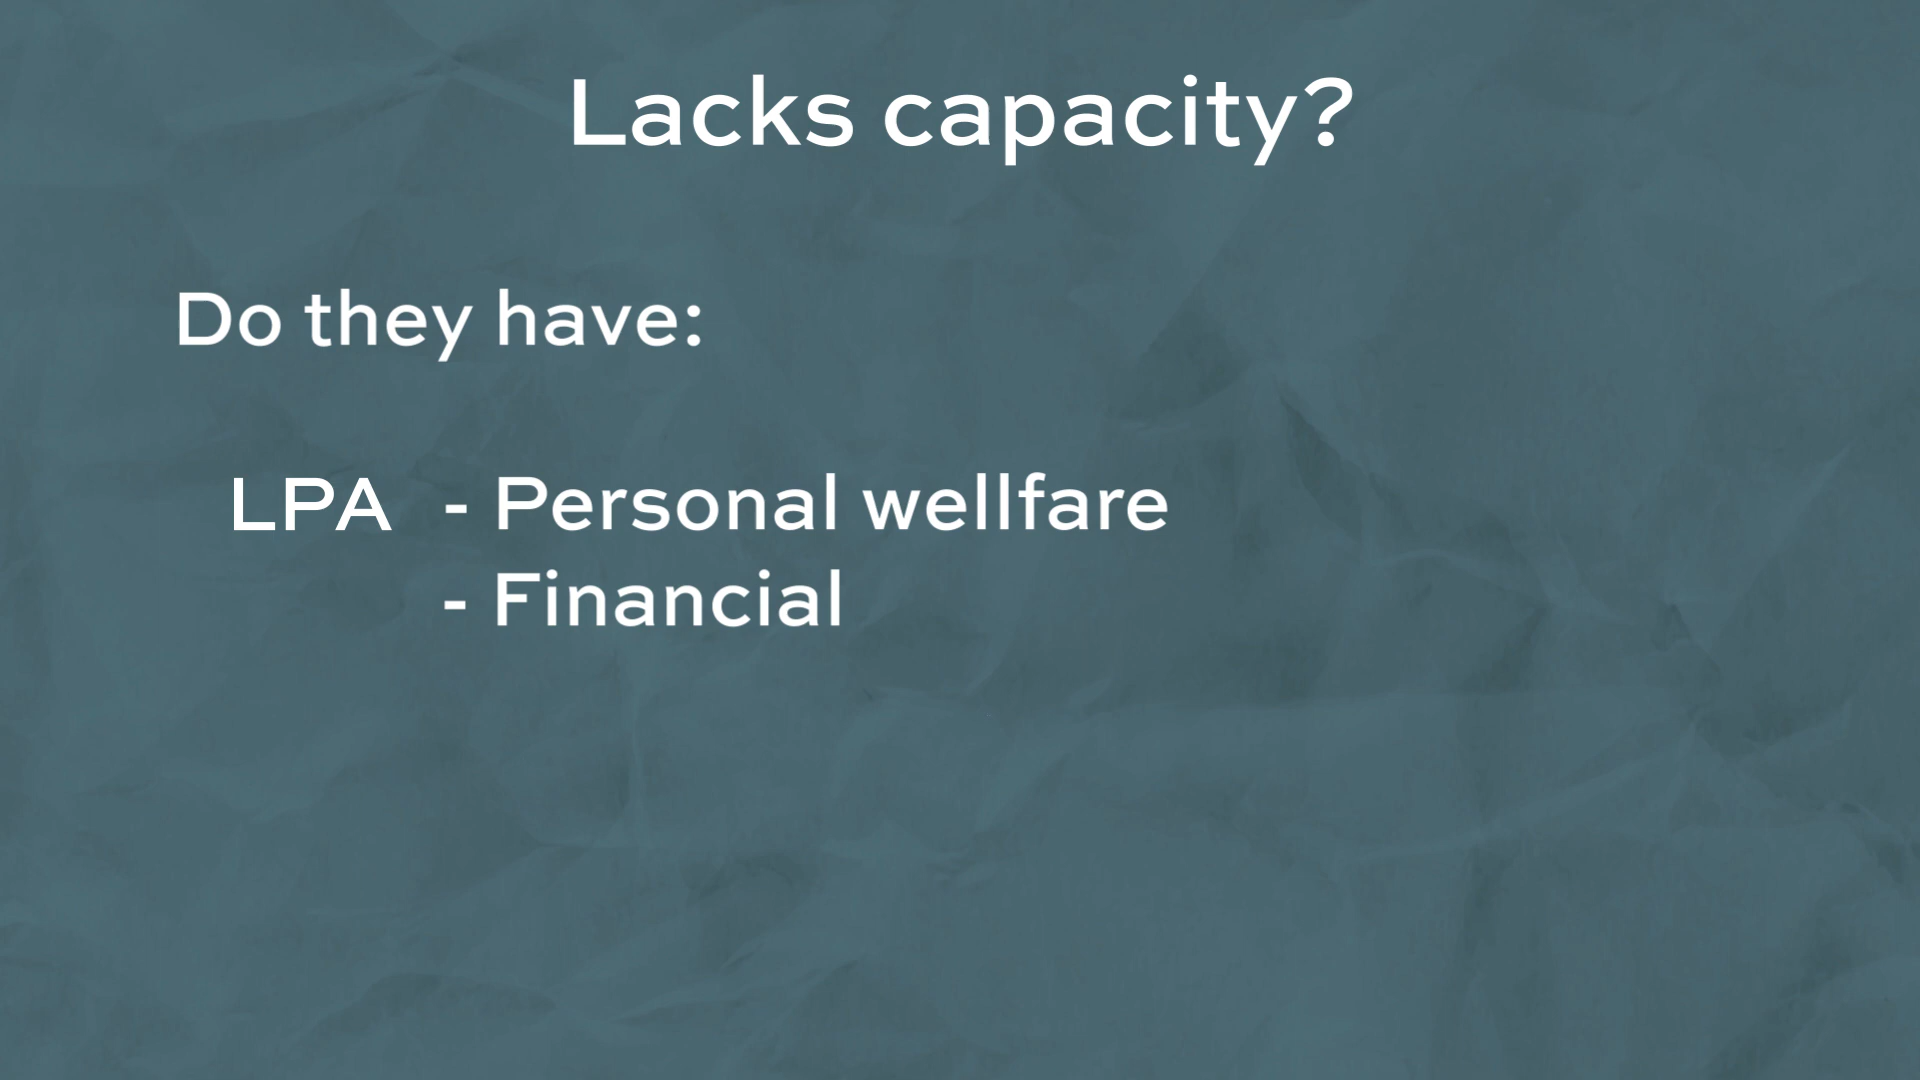 Lacks capacity?
Do they have:
LPA - Personal wellfare
- Financial